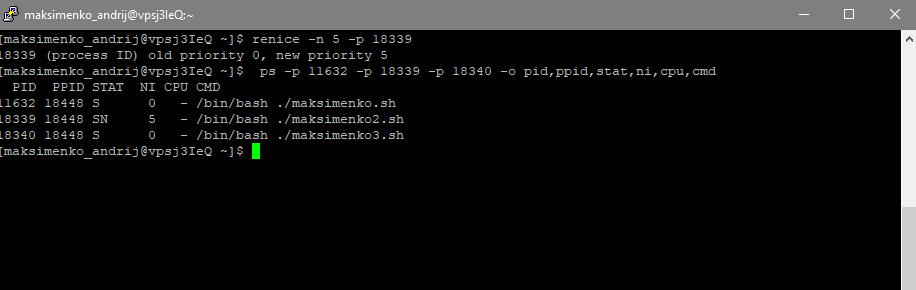 maksimenko_andrij@vpsj3IeQ:~
[maksimenko_andrij@vpsj3IeQ ~]$ renice -n 5 -p 18339
18339 (process ID) old priority 0, new priority 5
[maksimenko_andrij@vpsj3IeQ ~]$  ps -p 11632 -p 18339 -p 18340 -o pid,ppid,stat,ni,cpu,cmd
  PID  PPID STAT  NI CPU CMD
11632 18448 S      0   - /bin/bash ./maksimenko.sh
18339 18448 SN     5   - /bin/bash ./maksimenko2.sh
18340 18448 S      0   - /bin/bash ./maksimenko3.sh
[maksimenko_andrij@vpsj3IeQ ~]$